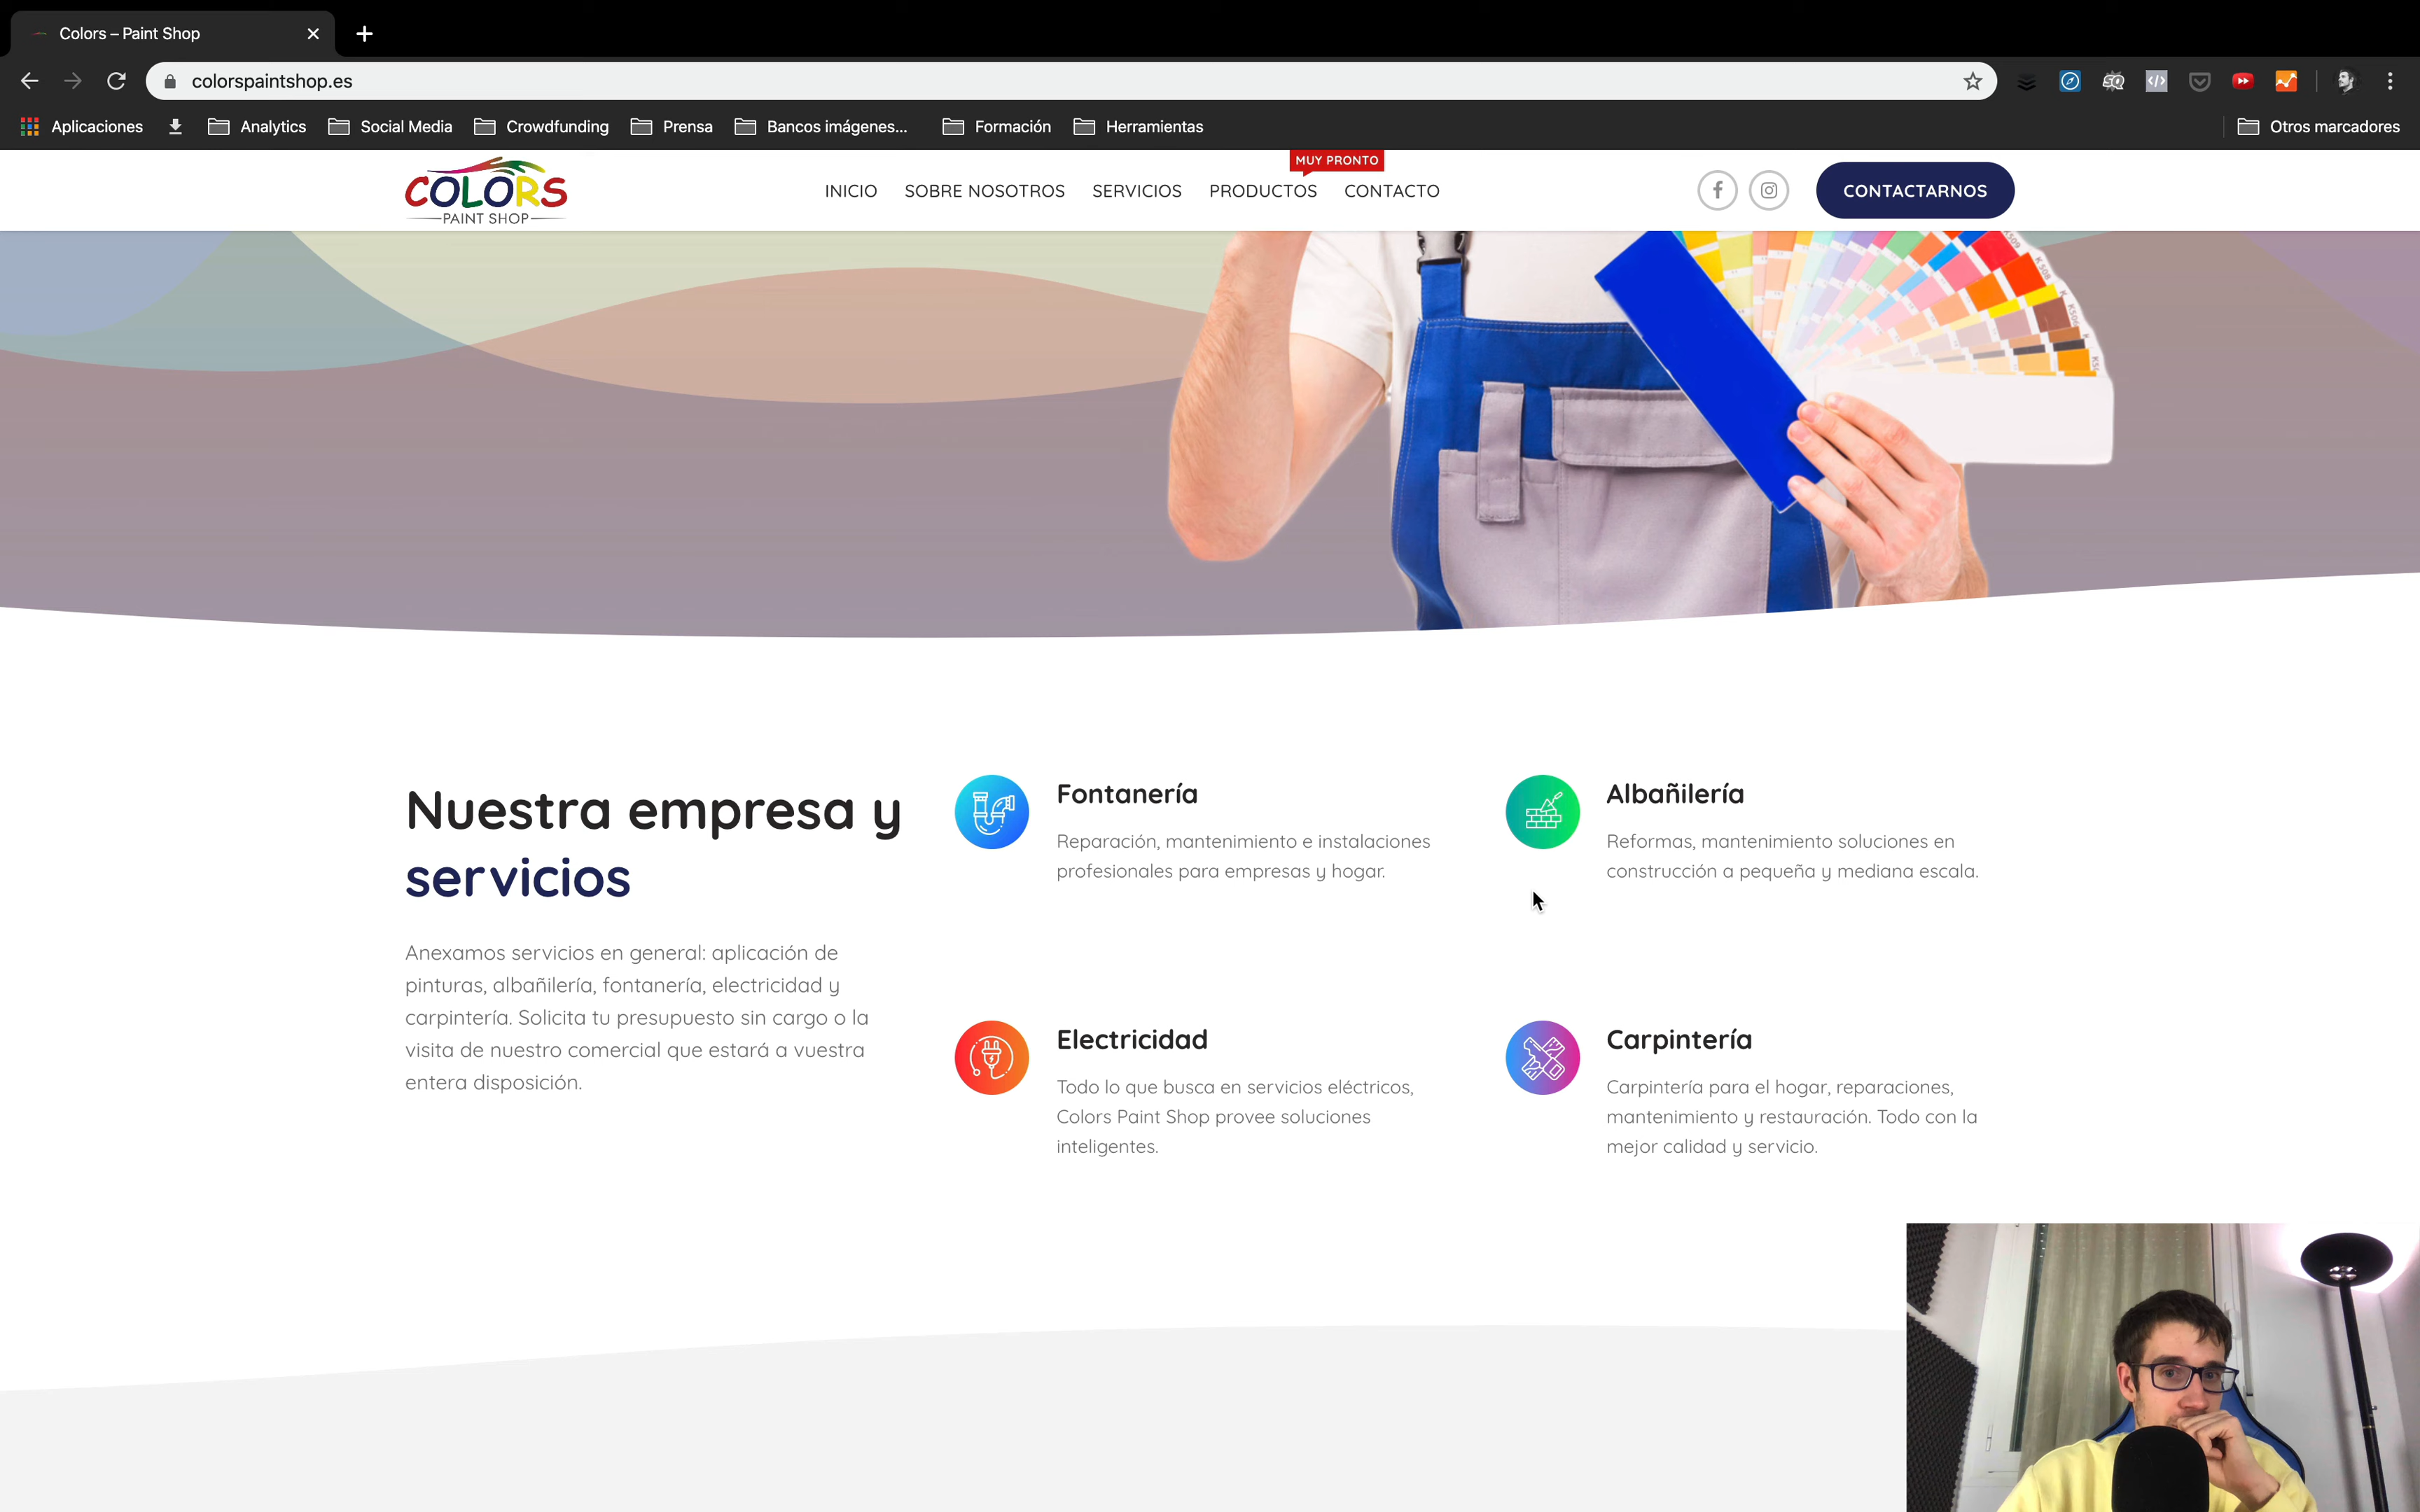 Colors – Paint Shop
colorspaintshop.es
Aplicaciones
Analytics
Social Media
Crowdfunding
Prensa
Bancos imágenes...
Formación
Herramientas
Otros marcadores
COLORS
PAINT SHOP
MUY PRONTO
INICIO
SOBRE NOSOTROS
SERVICIOS
PRODUCTOS
CONTACTO
CONTACTARNOS
K509
K508
Nuestra empresa y
servicios
Anexamos servicios en general: aplicación de
pinturas, albañilería, fontanería, electricidad y
carpintería. Solicita tu presupuesto sin cargo o la
visita de nuestro comercial que estará a vuestra
entera disposición.
Fontanería
Reparación, mantenimiento e instalaciones
profesionales para empresas y hogar.
Albañilería
Reformas, mantenimiento soluciones en
construcción a pequeña y mediana escala.
Electricidad
Todo lo que busca en servicios eléctricos,
Colors Paint Shop provee soluciones
inteligentes.
Carpintería
Carpintería para el hogar, reparaciones,
mantenimiento y restauración. Todo con la
mejor calidad y servicio.